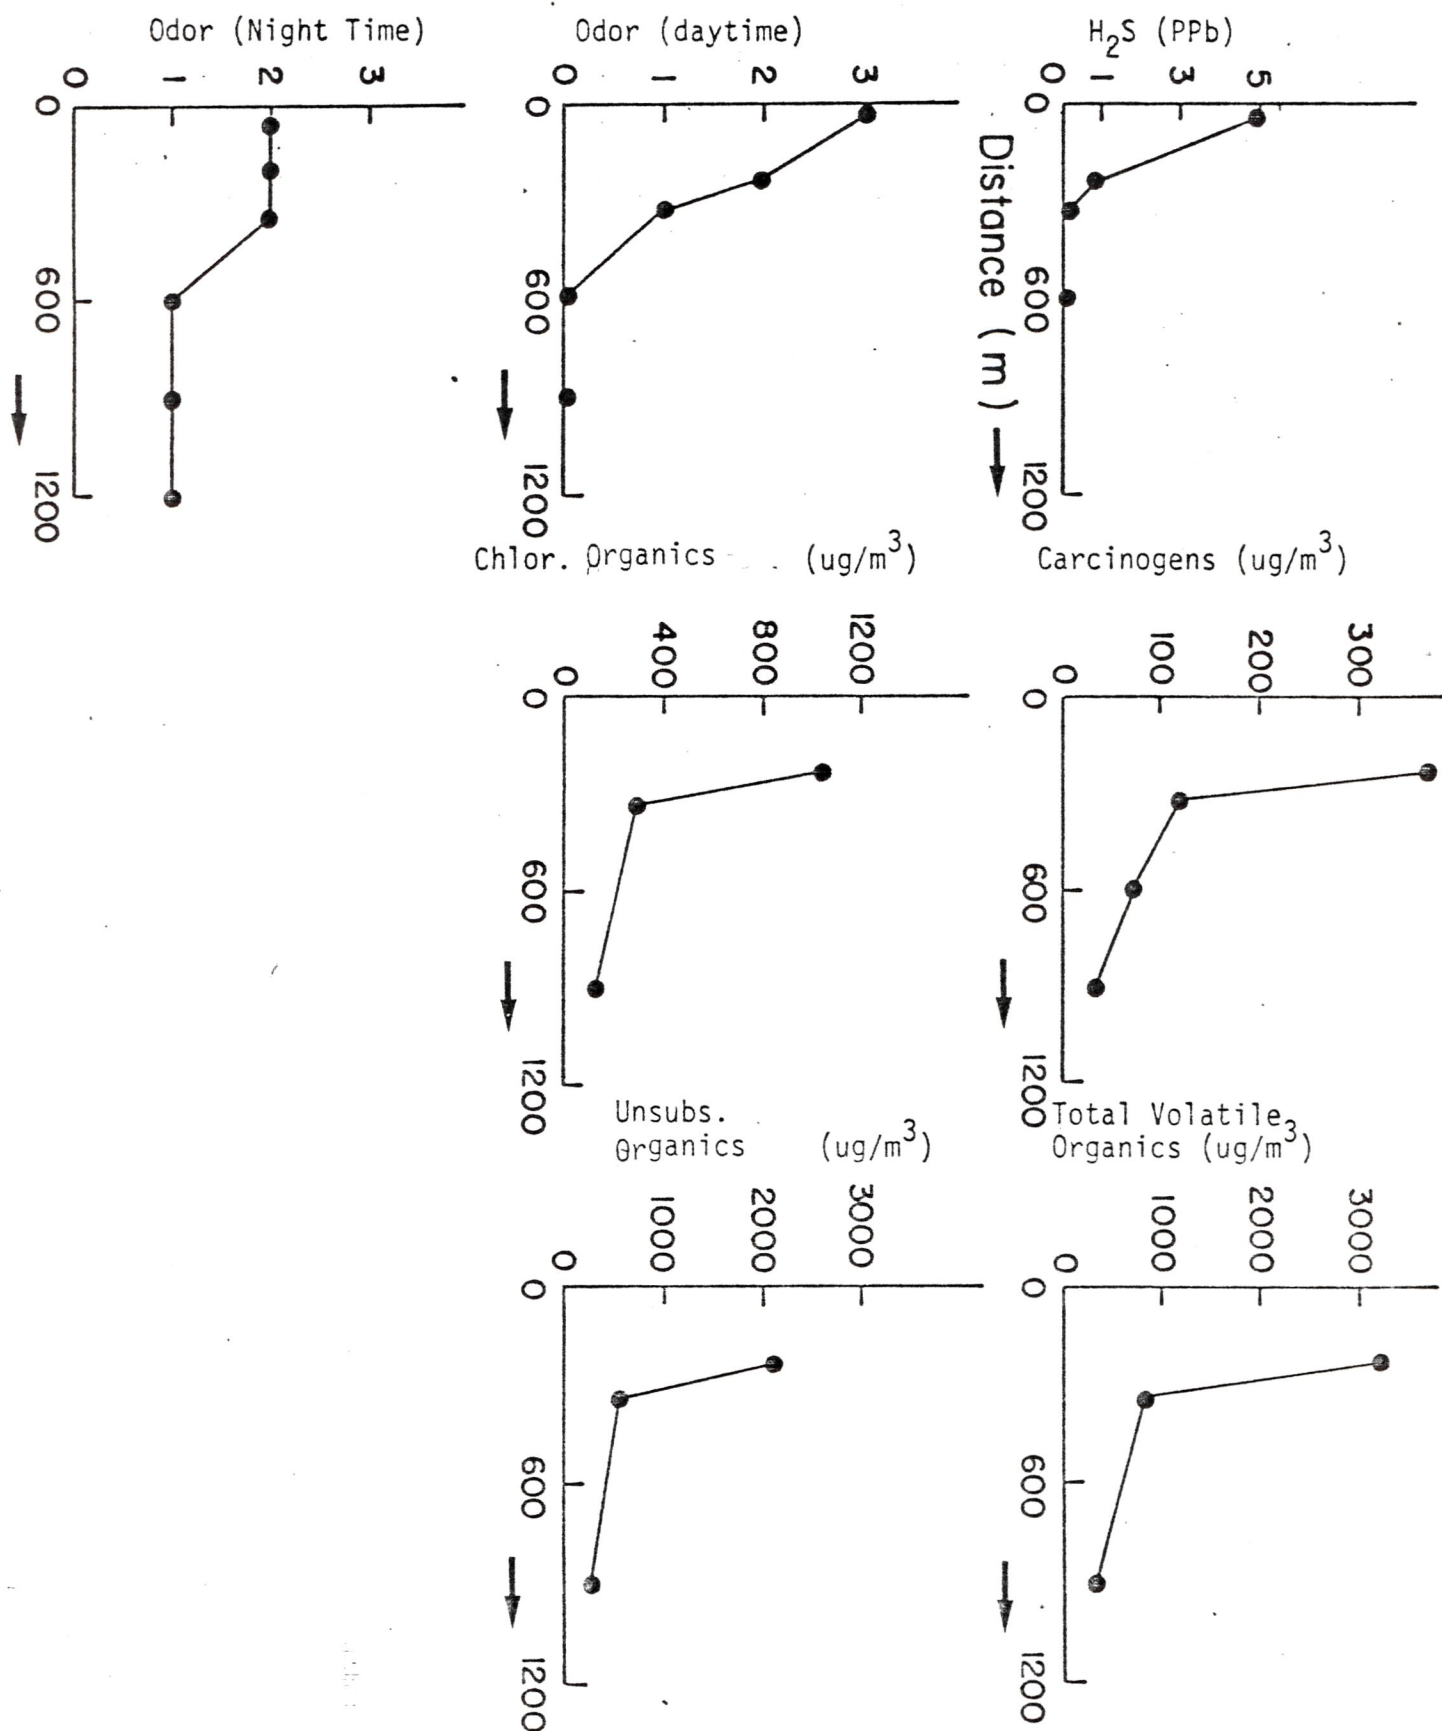 Odor (Night Time)
0 1 2 3
0
600
1200
Odor (daytime)
0 1 2 3
0
600
1200
H2S (PPb)
0 1 3 5
0
600
1200
Distance (m)
Chlor. Organics (ug/m3)
0 400 800 1200
0
600
1200
Carcinogens (ug/m3)
0 100 200 300
0
600
1200
Unsubs.
Organics (ug/m3)
0 1000 2000 3000
0
600
1200
Total Volatile
Organics (ug/m3)
0 1000 2000 3000
0
600
1200